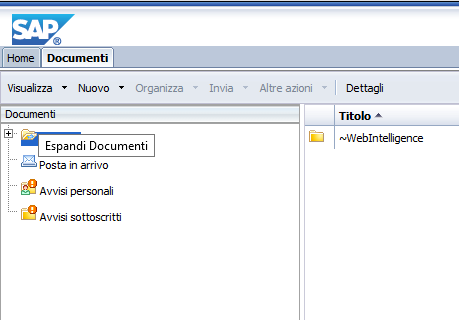 SAP®
Home Documenti
Visualizza Nuovo Organizza Invia Altre azioni Dettagli
Documenti
Titolo
~WebIntelligence
Espandi Documenti
Posta in arrivo
Avvisi personali
Avvisi sottoscritti